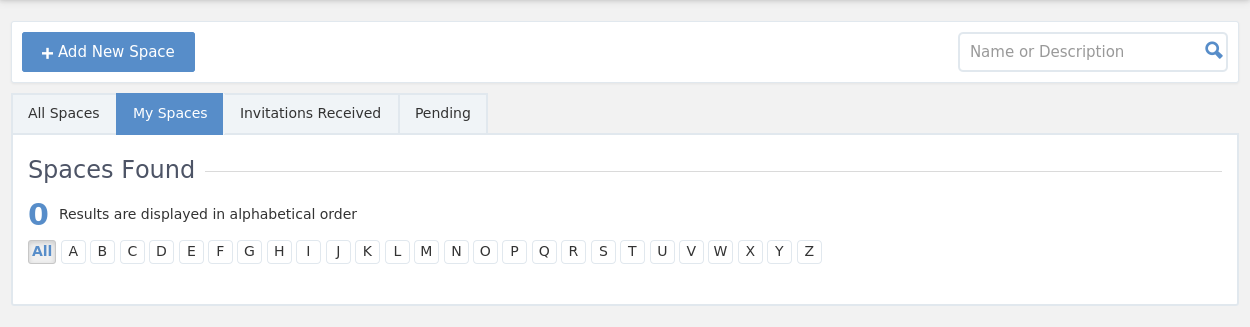 + Add New Space
Name or Description
All Spaces My Spaces Invitations Received Pending
Spaces Found
0 Results are displayed in alphabetical order
All A B C D E F G H I J K L M N O P Q R S T U V W X Y Z